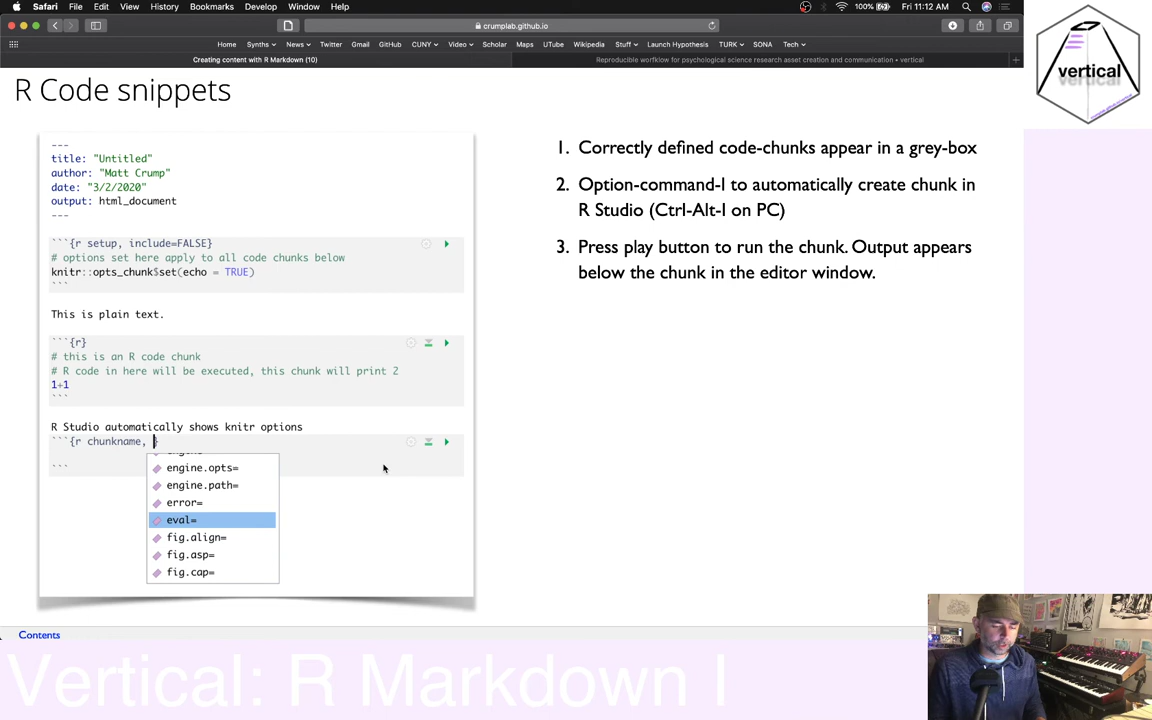 Safari File Edit View History Bookmarks Develop Window Help
100% Fri 11:12 AM
crumplab.github.io
Home Synths News Twitter Gmail GitHub CUNY Video Scholar Maps UTube Wikipedia Stuff Launch Hypothesis TURK SONA Tech
Creating content with R Markdown (10)
Reproducible worfkiow for psychological science research asset creation and communication • vertical
vertical
R Code snippets
---
title: "Untitled"
author: "Matt Crump"
date: "3/2/2020"
output: html_document
---
```{r setup, include=FALSE}
# options set here apply to all code chunks below
knitr::opts_chunk$set(echo = TRUE)
```
This is plain text.
```{r}
# this is an R code chunk
# R code in here will be executed, this chunk will print 2
1+1
```
R Studio automatically shows knitr options
```{r chunkname, }
```
engine.opts=
engine.path=
error=
eval=
fig.align=
fig.asp=
fig.cap=
1. Correctly defined code-chunks appear in a grey-box
2. Option-command-I to automatically create chunk in
R Studio (Ctrl-Alt-I on PC)
3. Press play button to run the chunk. Output appears
below the chunk in the editor window.
Contents
Vertical: R Markdown I